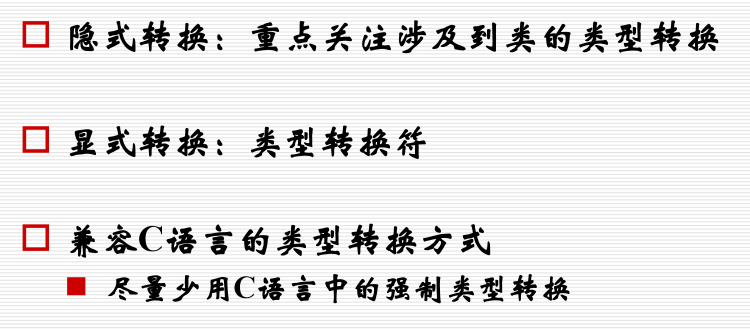 隐式转换：重点关注涉及到类的类型转换
显式转换：类型转换符
兼容C语言的类型转换方式
尽量少用C语言中的强制类型转换